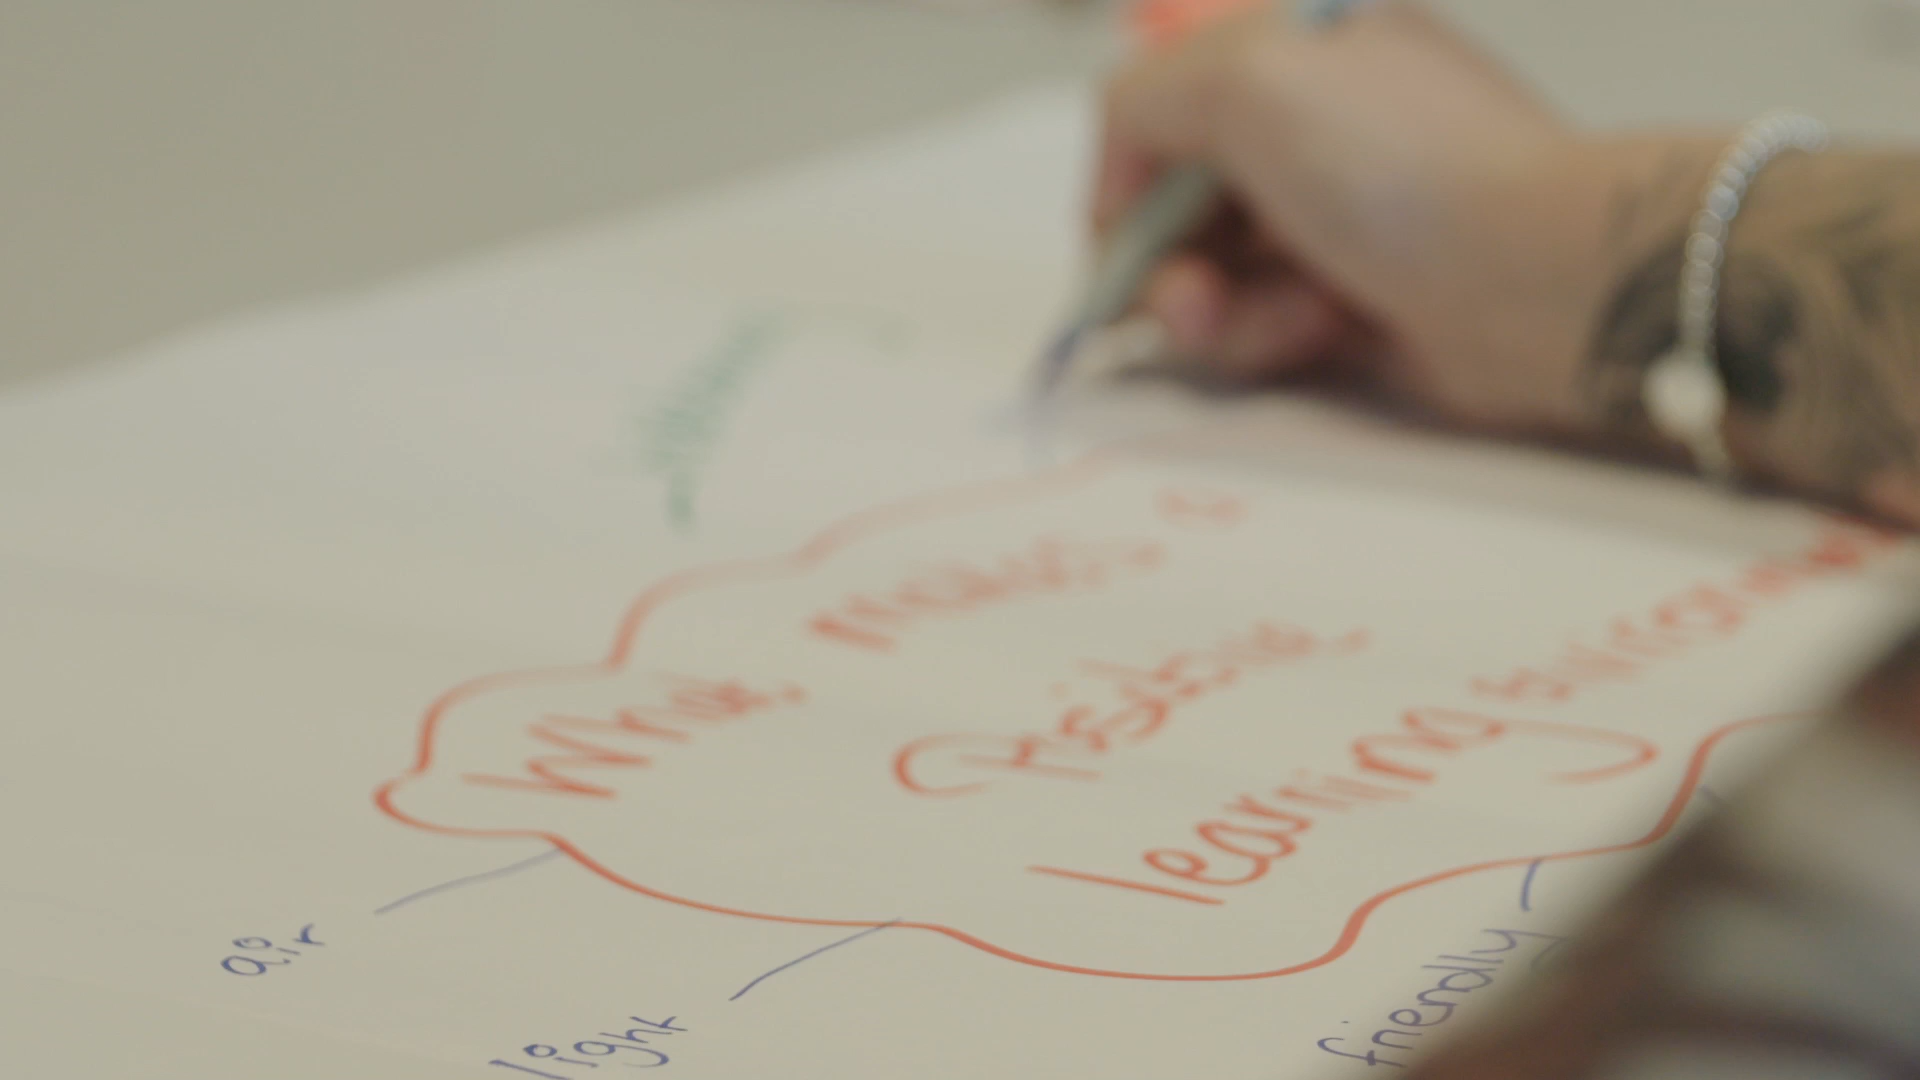 What makes a
Positive
learning environment
air
light
friendly